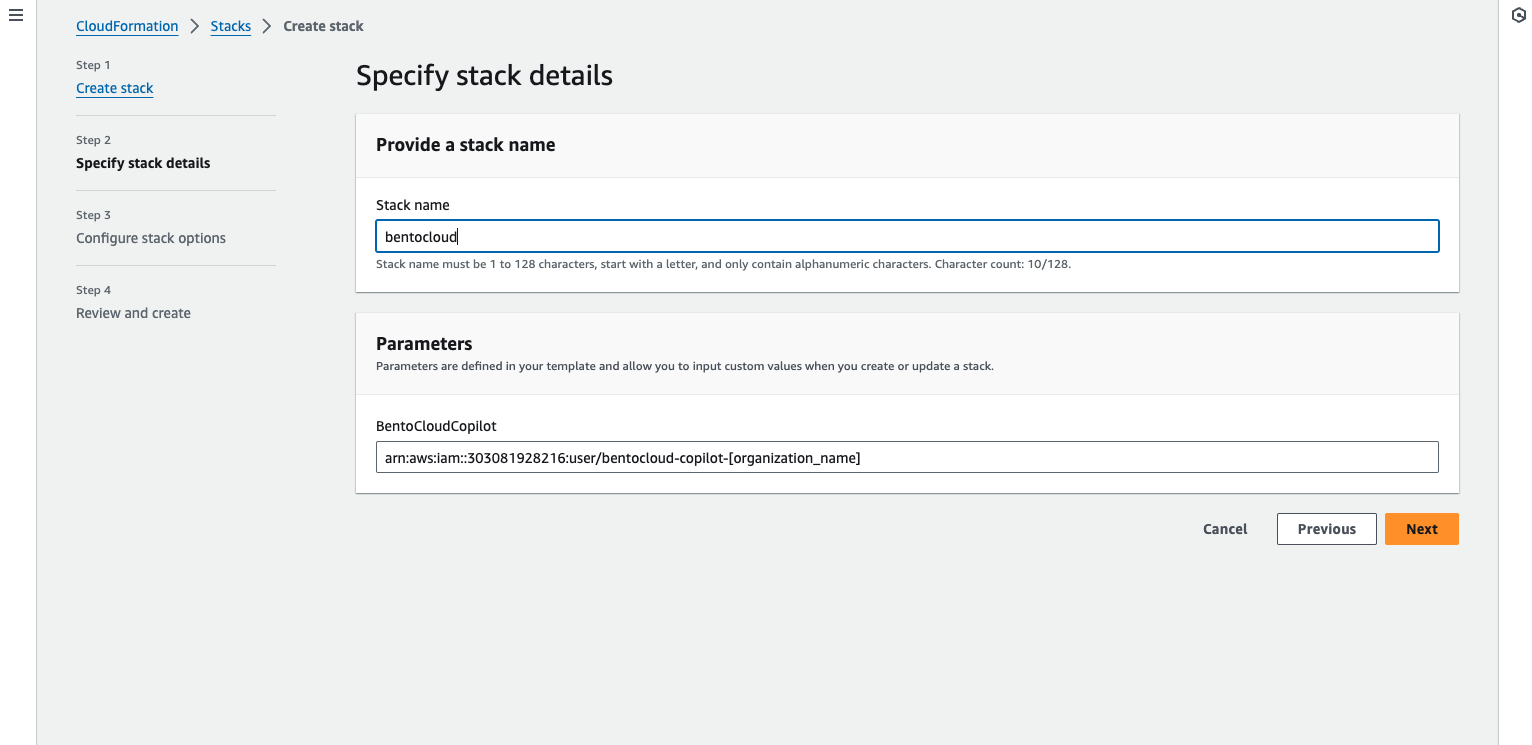 CloudFormation > Stacks > Create stack
Step 1
Create stack
Step 2
Specify stack details
Step 3
Configure stack options
Step 4
Review and create
Specify stack details
Provide a stack name
Stack name
bentocloud
Stack name must be 1 to 128 characters, start with a letter, and only contain alphanumeric characters. Character count: 10/128.
Parameters
Parameters are defined in your template and allow you to input custom values when you create or update a stack.
BentoCloudCopilot
arn:aws:iam::303081928216:user/bentocloud-copilot-[organization_name]
Cancel Previous Next